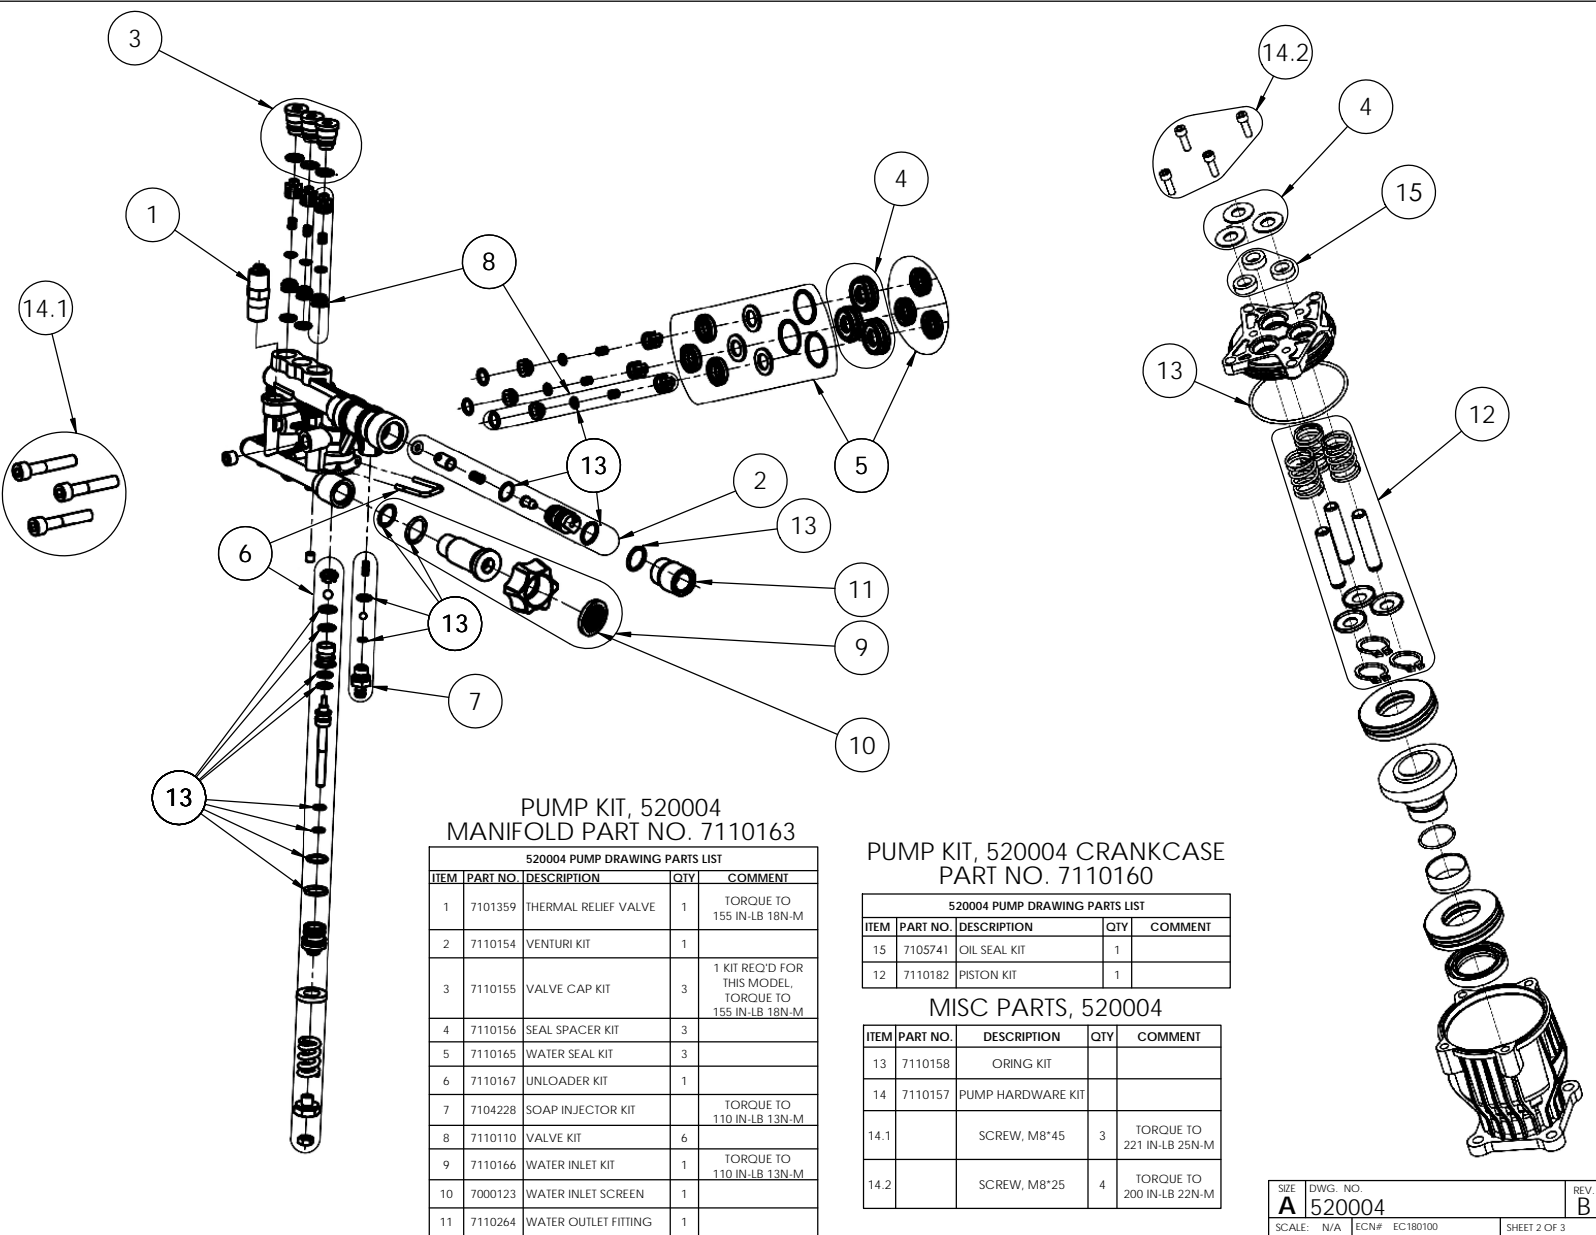 3
14.2
4
4
15
1
8
14.1
13
12
13
5
2
13
6
11
13
9
7
10
13
PUMP KIT, 520004
MANIFOLD PART NO. 7110163
520004 PUMP DRAWING PARTS LIST
ITEM PART NO. DESCRIPTION QTY COMMENT
1 7101359 THERMAL RELIEF VALVE 1 TORQUE TO
155 IN-LB 18N-M
2 7110154 VENTURI KIT 1
3 7110155 VALVE CAP KIT 3 1 KIT REQ'D FOR
THIS MODEL,
TORQUE TO
155 IN-LB 18N-M
4 7110156 SEAL SPACER KIT 3
5 7110165 WATER SEAL KIT 3
6 7110167 UNLOADER KIT 1
7 7104228 SOAP INJECTOR KIT TORQUE TO
110 IN-LB 13N-M
8 7110110 VALVE KIT 6
9 7110166 WATER INLET KIT 1 TORQUE TO
110 IN-LB 13N-M
10 7000123 WATER INLET SCREEN 1
11 7110264 WATER OUTLET FITTING 1
PUMP KIT, 520004 CRANKCASE
PART NO. 7110160
520004 PUMP DRAWING PARTS LIST
ITEM PART NO. DESCRIPTION QTY COMMENT
15 7105741 OIL SEAL KIT 1
12 7110182 PISTON KIT 1
MISC PARTS, 520004
ITEM PART NO. DESCRIPTION QTY COMMENT
13 7110158 ORING KIT
14 7110157 PUMP HARDWARE KIT
14.1 SCREW, M8*45 3 TORQUE TO
221 IN-LB 25N-M
14.2 SCREW, M8*25 4 TORQUE TO
200 IN-LB 22N-M
SIZE DWG. NO. REV.
A 520004 B
SCALE: N/A ECN# EC180100 SHEET 2 OF 3